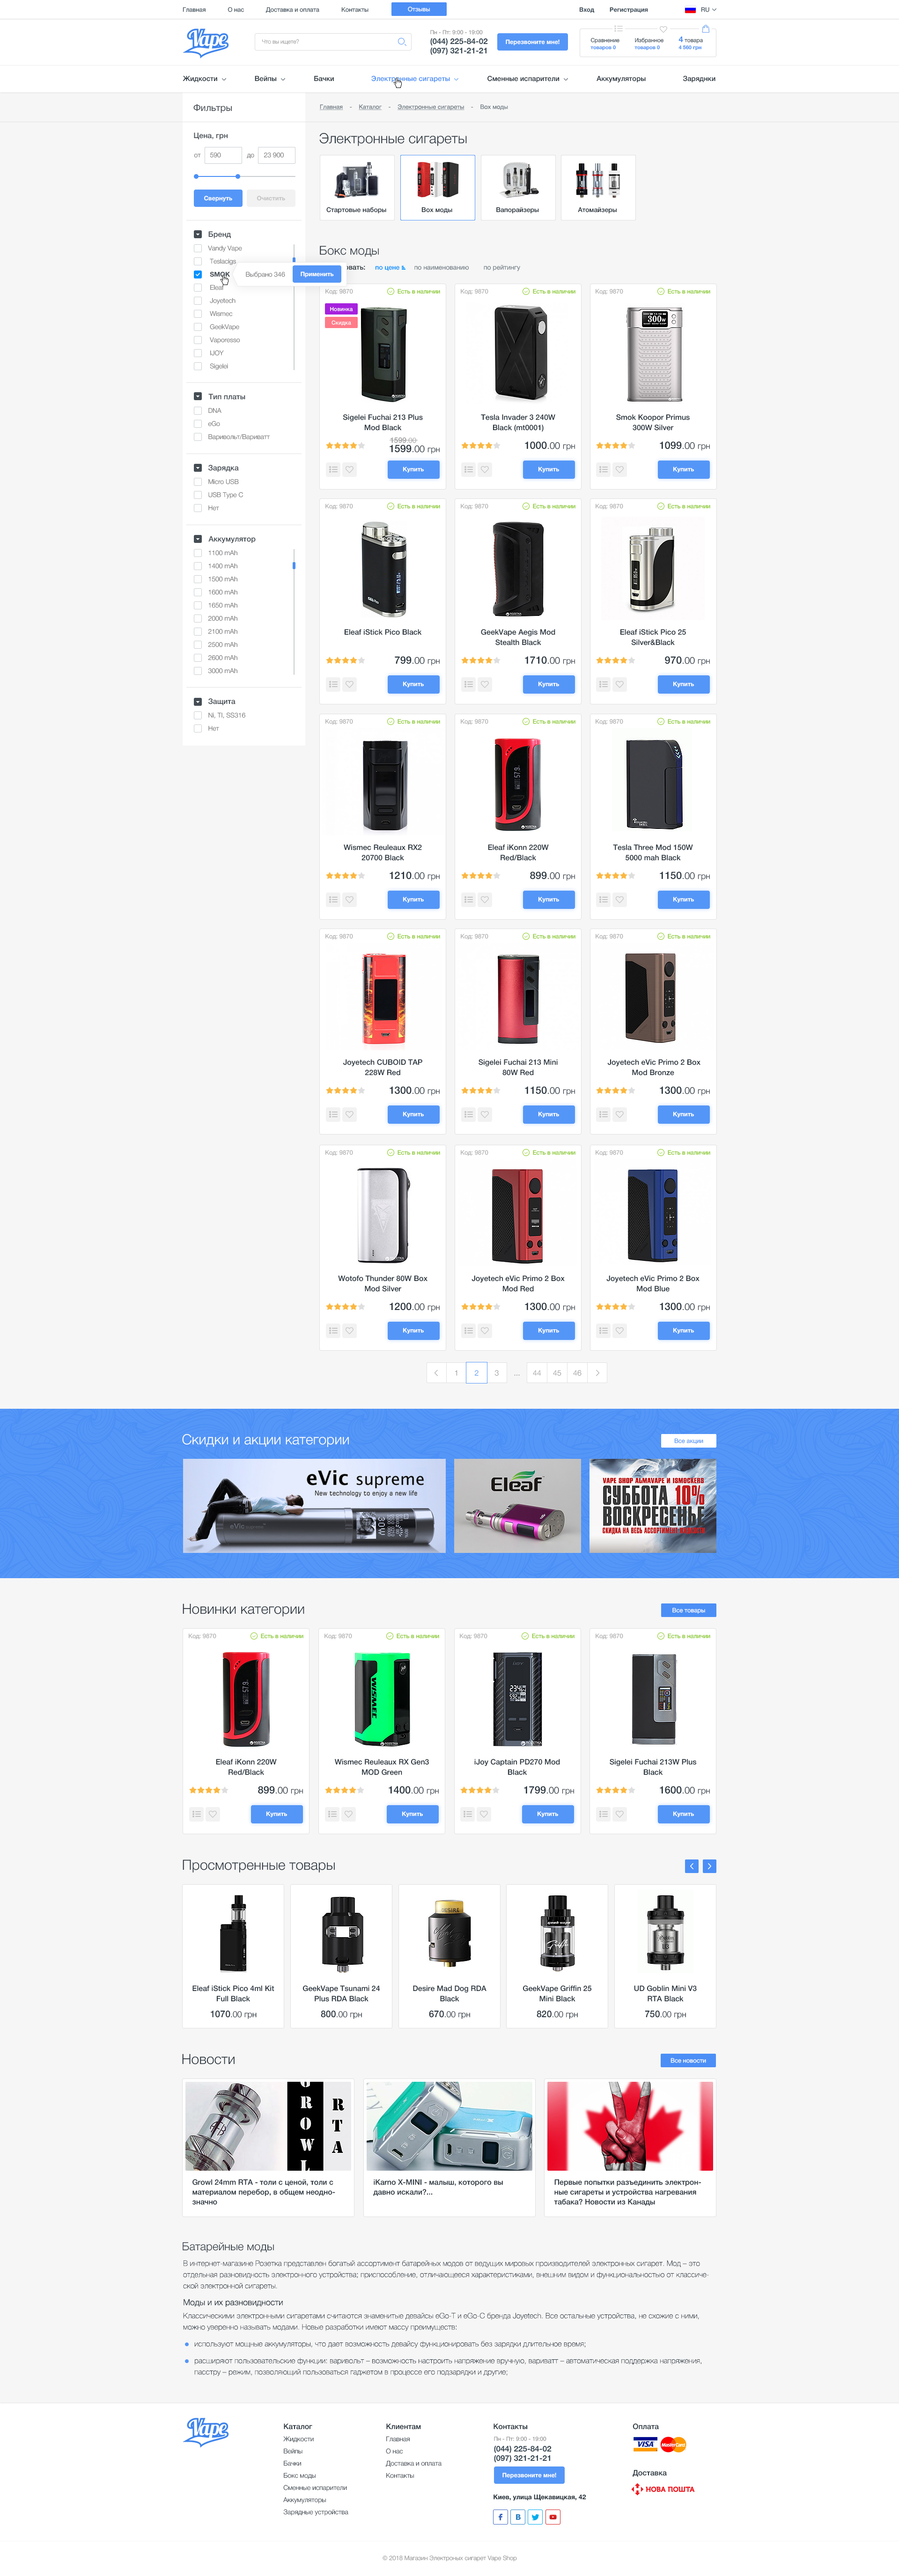 Главная О нас Доставка и оплата Контакты Отзывы Вход Регистрация RU
Vape
Что вы ищете?
Пн - Пт: 9:00 - 19:00
(044) 225-84-02
(097) 321-21-21
Перезвоните мне!
Сравнение
товаров 0
Избранное
товаров 0
4 товара
4 560 грн
Жидкости Вейпы Бачки Электронные сигареты Сменные испарители Аккумуляторы Зарядники
Фильтры
Цена, грн
от 590 до 23 900
Свернуть Очистить
Бренд
Vandy Vape
Teslacigs
SMOK
Выбрано 346 Применить
Eleaf
Joyetech
Wismec
GeekVape
Vaporesso
IJOY
Sigelei
Тип платы
DNA
eGo
Варивольт/Вариватт
Зарядка
Micro USB
USB Type C
Нет
Аккумулятор
1100 mAh
1400 mAh
1500 mAh
1600 mAh
1650 mAh
2000 mAh
2100 mAh
2500 mAh
2600 mAh
3000 mAh
Защита
Ni, TI, SS316
Нет
Главная - Каталог - Электронные сигареты - Box моды
Электронные сигареты
Стартовые наборы Box моды Вапорайзеры Атомайзеры
Бокс моды
вать: по цене по наименованию по рейтингу
Код: 9870 Есть в наличии
Новинка
Скидка
Sigelei Fuchai 213 Plus
Mod Black
1599.00
1599.00 грн
Купить
Код: 9870 Есть в наличии
Tesla Invader 3 240W
Black (mt0001)
1000.00 грн
Купить
Код: 9870 Есть в наличии
300w
Smok Koopor Primus
300W Silver
1099.00 грн
Купить
Код: 9870 Есть в наличии
Eleaf iStick Pico Black
799.00 грн
Купить
Код: 9870 Есть в наличии
GeekVape Aegis Mod
Stealth Black
1710.00 грн
Купить
Код: 9870 Есть в наличии
Eleaf iStick Pico 25
Silver&Black
970.00 грн
Купить
Код: 9870 Есть в наличии
Wismec Reuleaux RX2
20700 Black
1210.00 грн
Купить
Код: 9870 Есть в наличии
Eleaf iKonn 220W
Red/Black
899.00 грн
Купить
Код: 9870 Есть в наличии
Tesla Three Mod 150W
5000 mah Black
1150.00 грн
Купить
Код: 9870 Есть в наличии
Joyetech CUBOID TAP
228W Red
1300.00 грн
Купить
Код: 9870 Есть в наличии
Sigelei Fuchai 213 Mini
80W Red
1150.00 грн
Купить
Код: 9870 Есть в наличии
Joyetech eVic Primo 2 Box
Mod Bronze
1300.00 грн
Купить
Код: 9870 Есть в наличии
Wotofo Thunder 80W Box
Mod Silver
1200.00 грн
Купить
Код: 9870 Есть в наличии
Joyetech eVic Primo 2 Box
Mod Red
1300.00 грн
Купить
Код: 9870 Есть в наличии
Joyetech eVic Primo 2 Box
Mod Blue
1300.00 грн
Купить
1 2 3 ... 44 45 46
Скидки и акции категории
Все акции
eVic supreme
New technology to enjoy a new life
Eleaf
VAPE SHOP ALMAVAPE И ISMOCKERS
СУББОТА 10%
ВОСКРЕСЕНЬЕ
СКИДКА НА ВЕСЬ АССОРТИМЕНТ
Новинки категории
Все товары
Код: 9870 Есть в наличии
Eleaf iKonn 220W
Red/Black
899.00 грн
Купить
Код: 9870 Есть в наличии
WISMEC
Wismec Reuleaux RX Gen3
MOD Green
1400.00 грн
Купить
Код: 9870 Есть в наличии
iJoy Captain PD270 Mod
Black
1799.00 грн
Купить
Код: 9870 Есть в наличии
Sigelei Fuchai 213W Plus
Black
1600.00 грн
Купить
Просмотренные товары
Eleaf iStick Pico 4ml Kit
Full Black
1070.00 грн
GeekVape Tsunami 24
Plus RDA Black
800.00 грн
DESIRE
Desire Mad Dog RDA
Black
670.00 грн
GeekVape Griffin 25
Mini Black
820.00 грн
UD Goblin Mini V3
RTA Black
750.00 грн
Новости
Все новости
GROWL
RTA
Growl 24mm RTA - толи с ценой, толи с
материалом перебор, в общем неодно-
значно
iKarno X-MINI - малыш, которого вы
давно искали?...
Первые попытки разъединить электрон-
ные сигареты и устройства нагревания
табака? Новости из Канады
Батарейные моды
В интернет-магазине Розетка представлен богатый ассортимент батарейных модов от ведущих мировых производителей электронных сигарет. Мод – это
отдельная разновидность электронного устройства; приспособление, отличающееся характеристиками, внешним видом и функциональностью от классиче-
ской электронной сигареты.
Моды и их разновидности
Классическими электронными сигаретами считаются знаменитые девайсы eGo-T и eGo-C бренда Joyetech. Все остальные устройства, не схожие с ними,
можно уверенно называть модами. Новые разработки имеют массу преимуществ:
используют мощные аккумуляторы, что дает возможность девайсу функционировать без зарядки длительное время;
расширяют пользовательские функции: варивольт – возможность настроить напряжение вручную, вариватт – автоматическая поддержка напряжения,
пасстру – режим, позволяющий пользоваться гаджетом в процессе его подзарядки и другие;
Vape
Каталог
Жидкости
Вейпы
Бачки
Бокс моды
Сменные испарители
Аккумуляторы
Зарядные устройства
Клиентам
Главная
О нас
Доставка и оплата
Контакты
Контакты
Пн - Пт: 9:00 - 19:00
(044) 225-84-02
(097) 321-21-21
Перезвоните мне!
Киев, улица Щекавицкая, 42
Оплата
VISA MasterCard
Доставка
НОВА ПОШТА
© 2018 Магазин Электроных сигарет Vape Shop